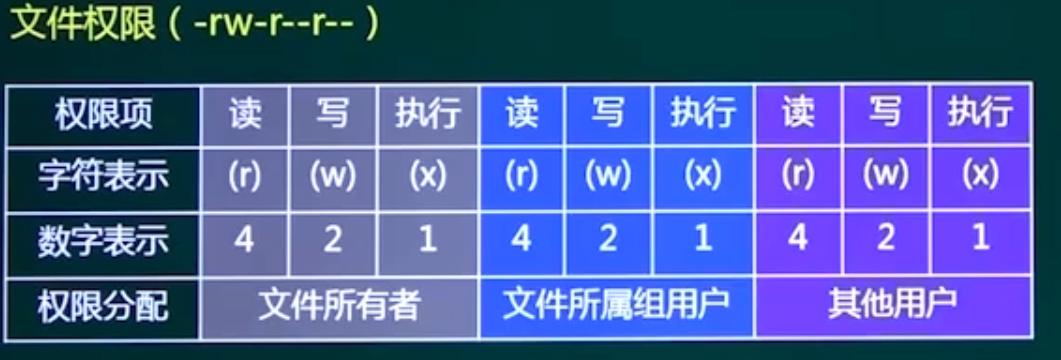 文件权限（-rw-r--r--）
权限项 读 写 执行 读 写 执行 读 写 执行
字符表示 (r) (w) (x) (r) (w) (x) (r) (w) (x)
数字表示 4 2 1 4 2 1 4 2 1
权限分配 文件所有者 文件所属组用户 其他用户